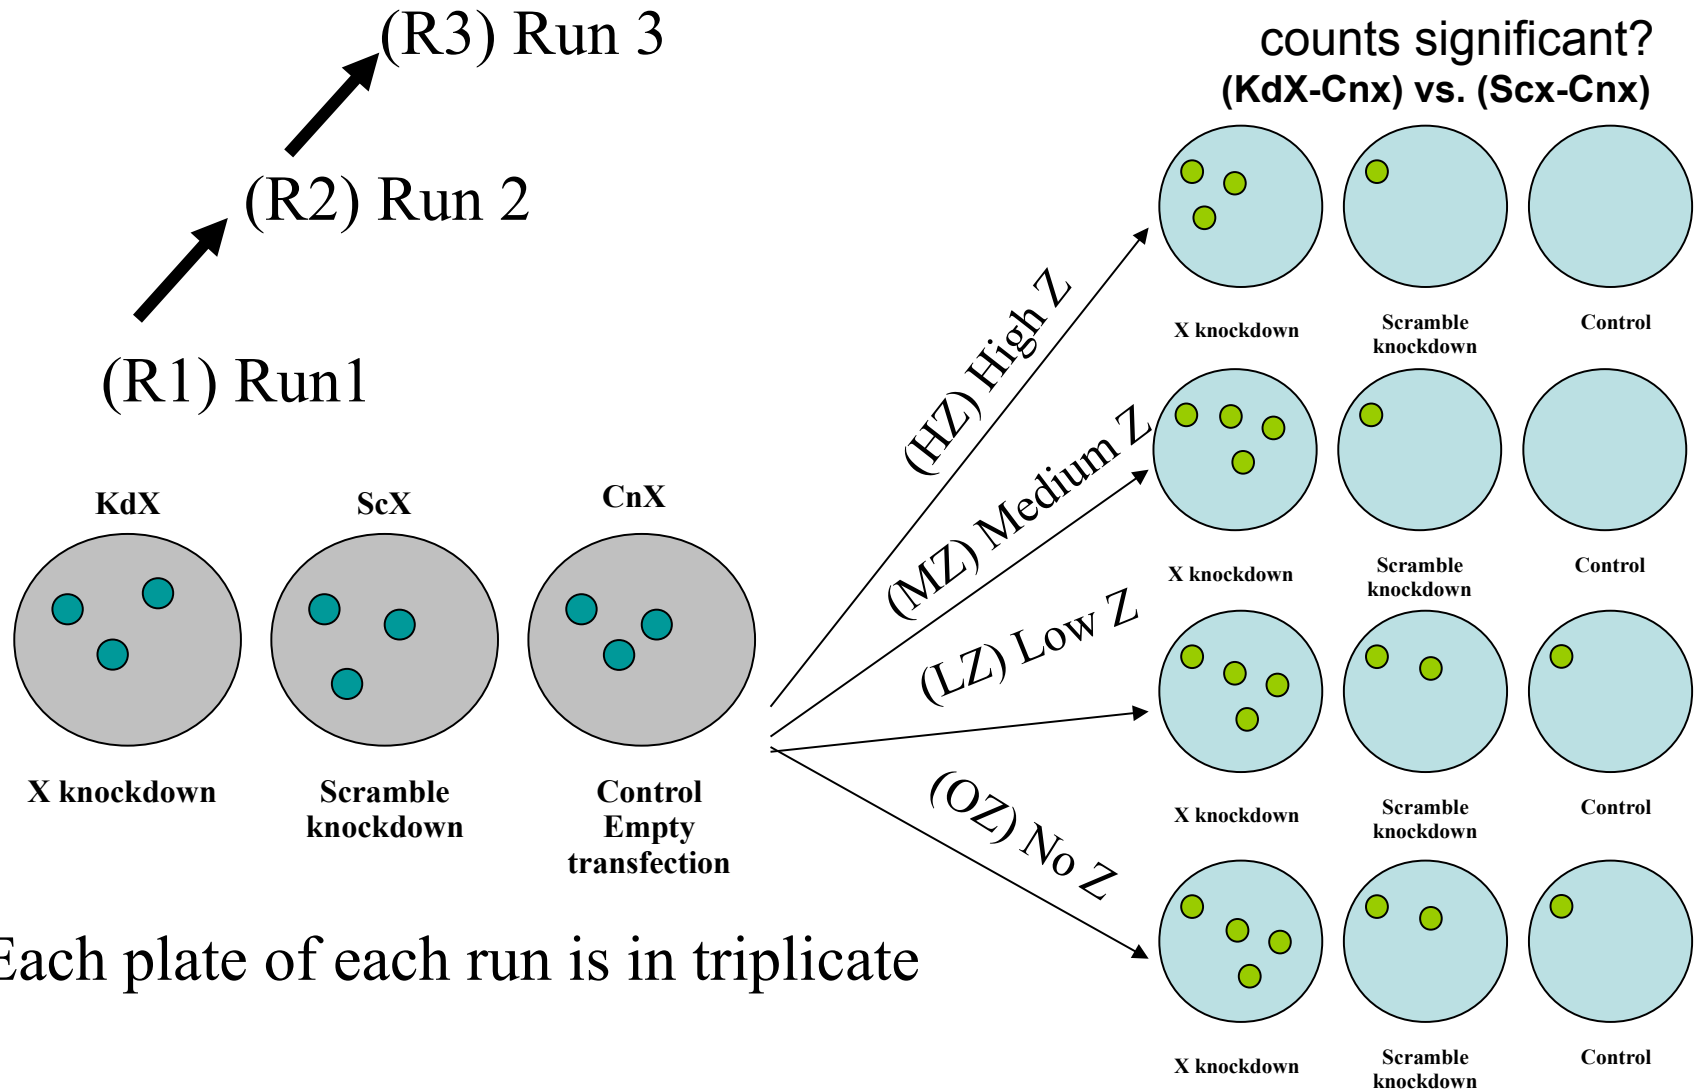 (R3) Run 3
(R2) Run 2
(R1) Run1
KdX
ScX
CnX
X knockdown
Scramble
knockdown
Control
Empty
transfection
Each plate of each run is in triplicate
(HZ) High Z
(MZ) Medium Z
(LZ) Low Z
(OZ) No Z
counts significant?
(KdX-Cnx) vs. (Scx-Cnx)
X knockdown
Scramble
knockdown
Control
X knockdown
Scramble
knockdown
Control
X knockdown
Scramble
knockdown
Control
X knockdown
Scramble
knockdown
Control